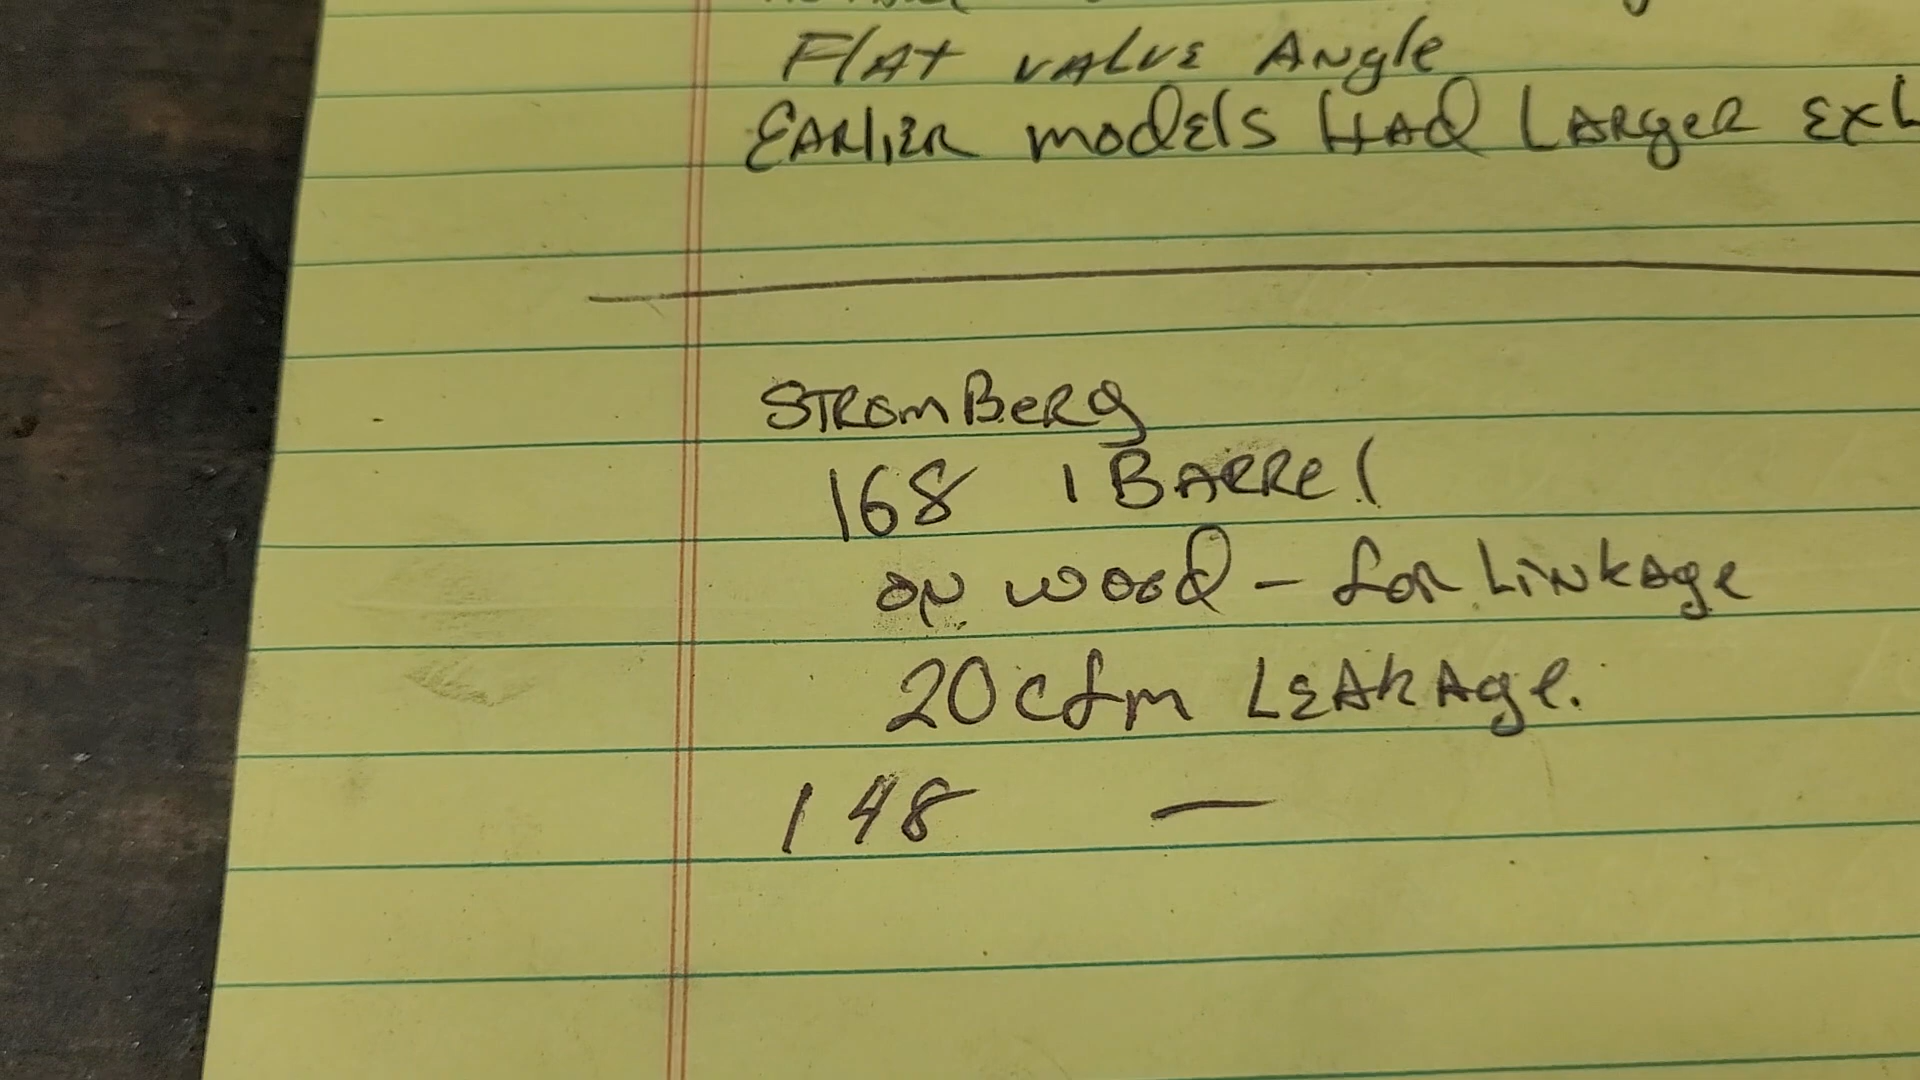 Flat valve Angle
Earlier models Had Larger Exh
Stromberg
168 1 Barrel
on wood - for Linkage
20 cfm Leakage.
148 —